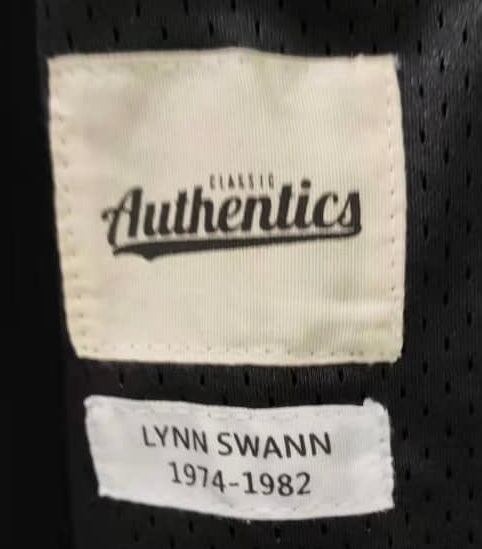 CLASSIC
Authentics
LYNN SWANN
1974-1982